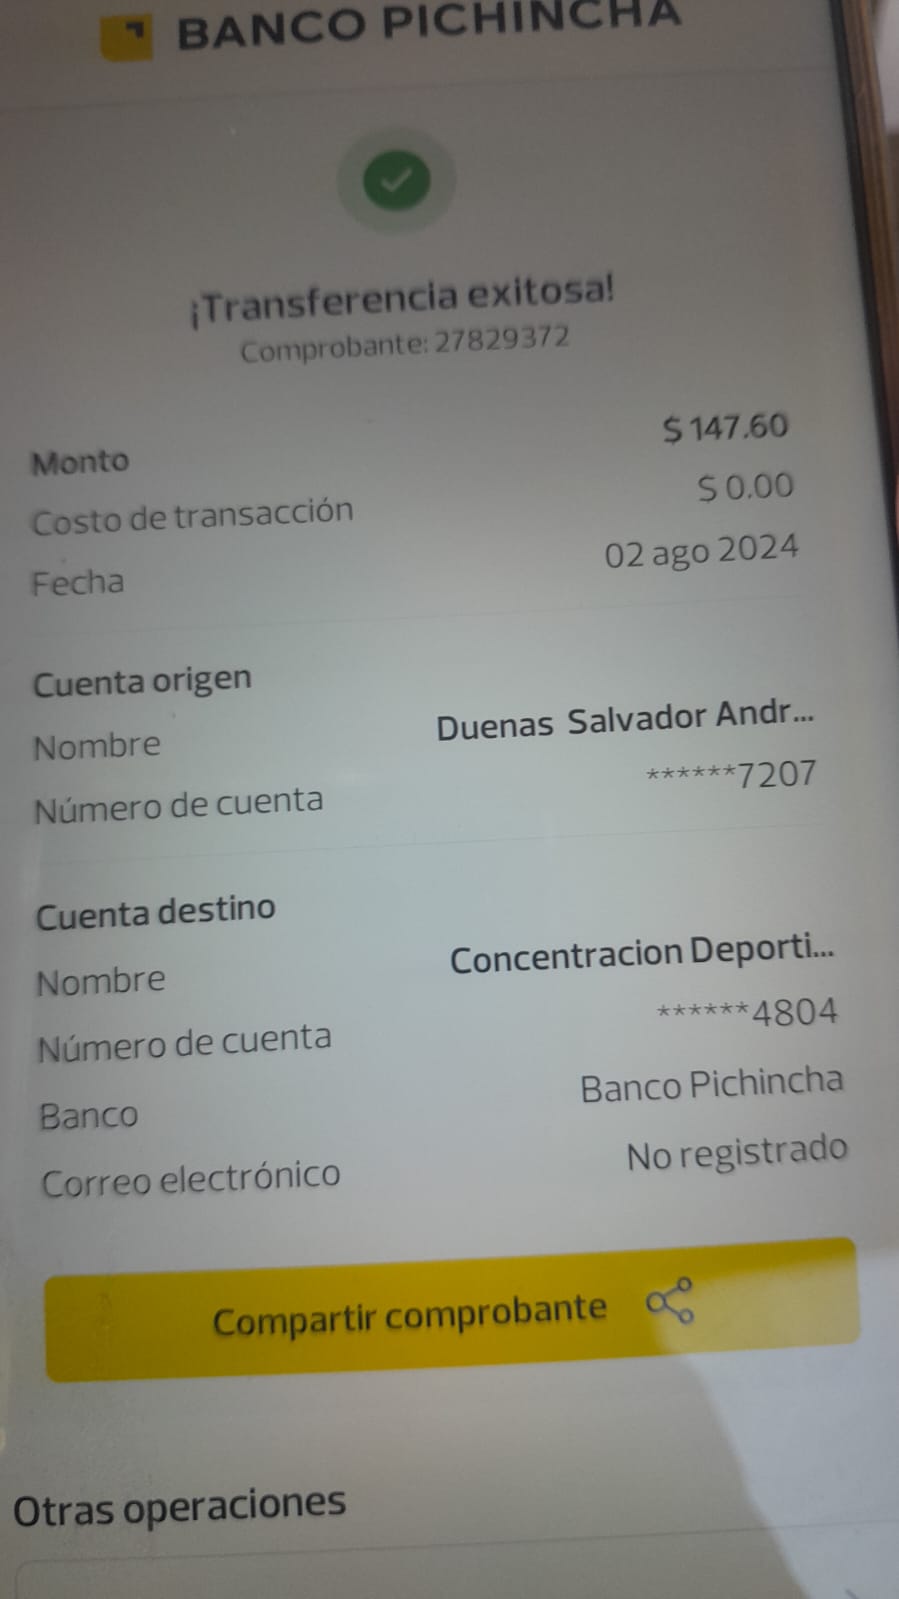 BANCO PICHINCHA
¡Transferencia exitosa!
Comprobante: 27829372
Monto $ 147.60
Costo de transacción $ 0.00
Fecha 02 ago 2024
Cuenta origen
Nombre Duenas Salvador Andr...
Número de cuenta ******7207
Cuenta destino
Nombre Concentracion Deporti...
Número de cuenta ******4804
Banco Banco Pichincha
Correo electrónico No registrado
Compartir comprobante
Otras operaciones